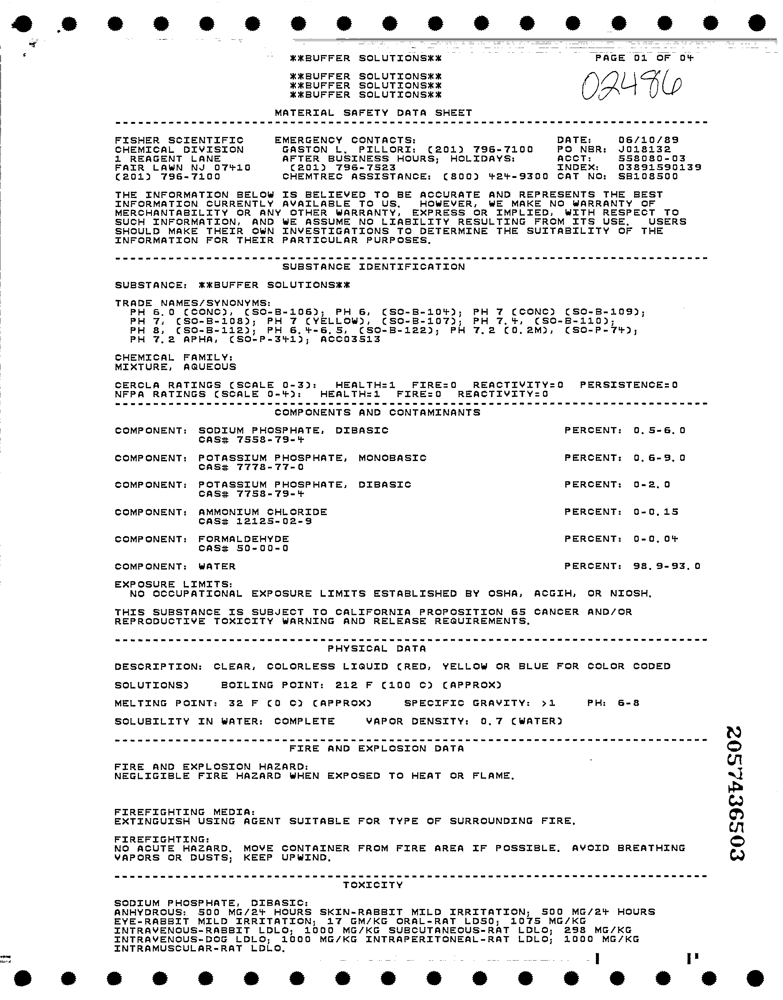 **BUFFER SOLUTIONS** PAGE 01 OF 04
**BUFFER SOLUTIONS**
**BUFFER SOLUTIONS**
**BUFFER SOLUTIONS**
02486
MATERIAL SAFETY DATA SHEET
FISHER SCIENTIFIC EMERGENCY CONTACTS: DATE: 06/10/89
CHEMICAL DIVISION GASTON L. PILLORI: (201) 796-7100 PO NBR: J018132
1 REAGENT LANE AFTER BUSINESS HOURS; HOLIDAYS: ACCT: 558080-03
FAIR LAWN NJ 07410 (201) 796-7523 INDEX: 03891590139
(201) 796-7100 CHEMTREC ASSISTANCE: (800) 424-9300 CAT NO: SB108500
THE INFORMATION BELOW IS BELIEVED TO BE ACCURATE AND REPRESENTS THE BEST
INFORMATION CURRENTLY AVAILABLE TO US. HOWEVER, WE MAKE NO WARRANTY OF
MERCHANTABILITY OR ANY OTHER WARRANTY, EXPRESS OR IMPLIED, WITH RESPECT TO
SUCH INFORMATION, AND WE ASSUME NO LIABILITY RESULTING FROM ITS USE. USERS
SHOULD MAKE THEIR OWN INVESTIGATIONS TO DETERMINE THE SUITABILITY OF THE
INFORMATION FOR THEIR PARTICULAR PURPOSES.
SUBSTANCE IDENTIFICATION
SUBSTANCE: **BUFFER SOLUTIONS**
TRADE NAMES/SYNONYMS:
PH 6.0 (CONC), (SO-B-106); PH 6, (SO-B-104); PH 7 (CONC) (SO-B-109);
PH 7, (SO-B-108); PH 7 (YELLOW), (SO-B-107); PH 7.4, (SO-B-110);
PH 8, (SO-B-112); PH 6.4-6.5, (SO-B-122); PH 7.2 (0.2M), (SO-P-74);
PH 7.2 APHA, (SO-P-341); ACC03513
CHEMICAL FAMILY:
MIXTURE, AQUEOUS
CERCLA RATINGS (SCALE 0-3): HEALTH=1 FIRE=0 REACTIVITY=0 PERSISTENCE=0
NFPA RATINGS (SCALE 0-4): HEALTH=1 FIRE=0 REACTIVITY=0
COMPONENTS AND CONTAMINANTS
COMPONENT: SODIUM PHOSPHATE, DIBASIC PERCENT: 0.5-6.0
CAS# 7558-79-4
COMPONENT: POTASSIUM PHOSPHATE, MONOBASIC PERCENT: 0.6-9.0
CAS# 7778-77-0
COMPONENT: POTASSIUM PHOSPHATE, DIBASIC PERCENT: 0-2.0
CAS# 7758-79-4
COMPONENT: AMMONIUM CHLORIDE PERCENT: 0-0.15
CAS# 12125-02-9
COMPONENT: FORMALDEHYDE PERCENT: 0-0.04
CAS# 50-00-0
COMPONENT: WATER PERCENT: 98.9-93.0
EXPOSURE LIMITS:
NO OCCUPATIONAL EXPOSURE LIMITS ESTABLISHED BY OSHA, ACGIH, OR NIOSH.
THIS SUBSTANCE IS SUBJECT TO CALIFORNIA PROPOSITION 65 CANCER AND/OR
REPRODUCTIVE TOXICITY WARNING AND RELEASE REQUIREMENTS.
PHYSICAL DATA
DESCRIPTION: CLEAR, COLORLESS LIQUID (RED, YELLOW OR BLUE FOR COLOR CODED
SOLUTIONS) BOILING POINT: 212 F (100 C) (APPROX)
MELTING POINT: 32 F (0 C) (APPROX) SPECIFIC GRAVITY: >1 PH: 6-8
SOLUBILITY IN WATER: COMPLETE VAPOR DENSITY: 0.7 (WATER)
FIRE AND EXPLOSION DATA
FIRE AND EXPLOSION HAZARD:
NEGLIGIBLE FIRE HAZARD WHEN EXPOSED TO HEAT OR FLAME.
FIREFIGHTING MEDIA:
EXTINGUISH USING AGENT SUITABLE FOR TYPE OF SURROUNDING FIRE.
FIREFIGHTING:
NO ACUTE HAZARD. MOVE CONTAINER FROM FIRE AREA IF POSSIBLE. AVOID BREATHING
VAPORS OR DUSTS; KEEP UPWIND.
TOXICITY
SODIUM PHOSPHATE, DIBASIC:
ANHYDROUS: 500 MG/24 HOURS SKIN-RABBIT MILD IRRITATION; 500 MG/24 HOURS
EYE-RABBIT MILD IRRITATION; 17 GM/KG ORAL-RAT LD50; 1075 MG/KG
INTRAVENOUS-RABBIT LDLO; 1000 MG/KG SUBCUTANEOUS-RAT LDLO; 298 MG/KG
INTRAVENOUS-DOG LDLO; 1000 MG/KG INTRAPERITONEAL-RAT LDLO; 1000 MG/KG
INTRAMUSCULAR-RAT LDLO.
2057436503